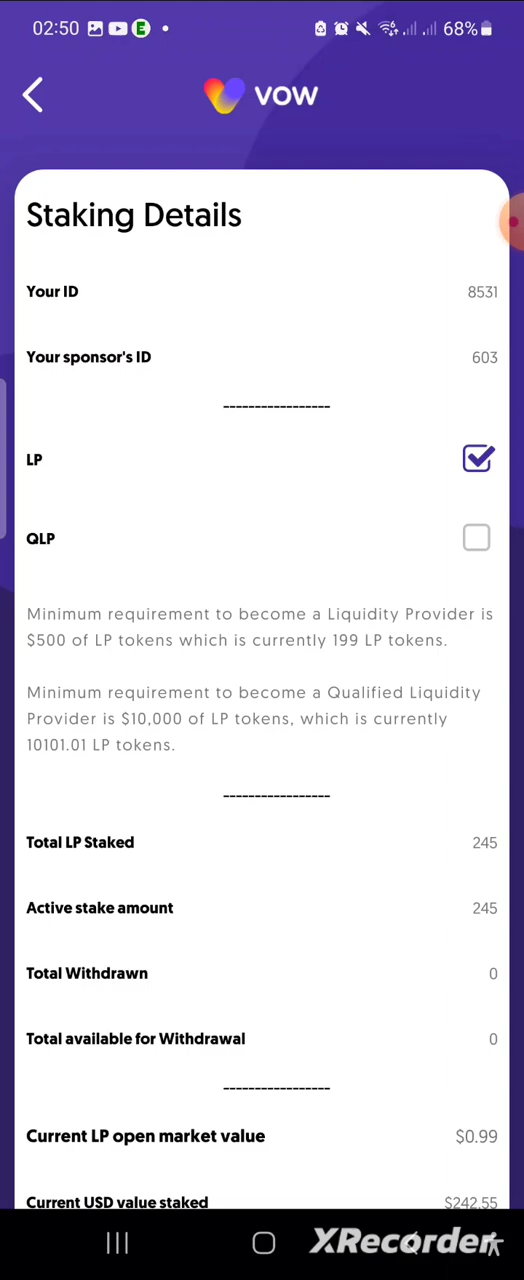 02:50
68%
VOW
Staking Details
Your ID 8531
Your sponsor's ID 603
-----------------
LP
QLP
Minimum requirement to become a Liquidity Provider is
$500 of LP tokens which is currently 199 LP tokens.
Minimum requirement to become a Qualified Liquidity
Provider is $10,000 of LP tokens, which is currently
10101.01 LP tokens.
-----------------
Total LP Staked 245
Active stake amount 245
Total Withdrawn 0
Total available for Withdrawal 0
-----------------
Current LP open market value $0.99
Current USD value staked $242.55
XRecorder